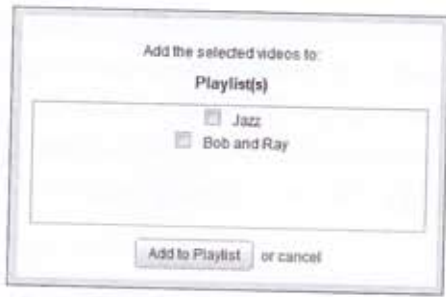 Add the selected videos to:
Playlist(s)
Jazz
Bob and Ray
Add to Playlist or cancel